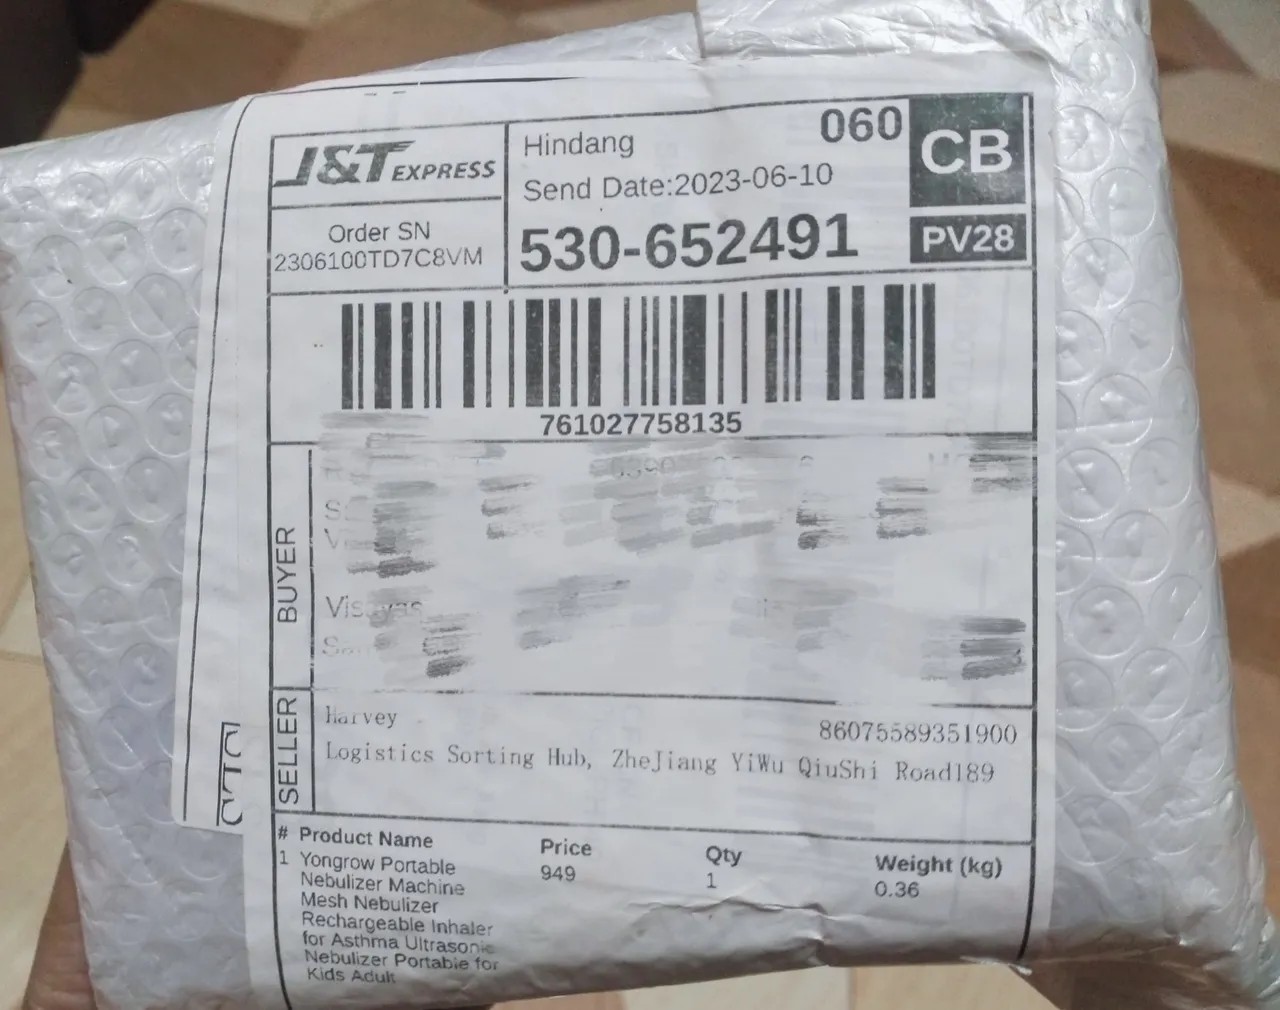 J&T EXPRESS
Hindang
060
CB
Send Date:2023-06-10
Order SN
2306100TD7C8VM
530-652491
PV28
761027758135
BUYER
Visayas
SELLER
Harvey
86075589351900
Logistics Sorting Hub, ZheJiang YiWu QiuShi Road189
# Product Name Price Qty Weight (kg)
1 Yongrow Portable 949 1 0.36
Nebulizer Machine
Mesh Nebulizer
Rechargeable Inhaler
for Asthma Ultrasonic
Nebulizer Portable for
Kids Adult